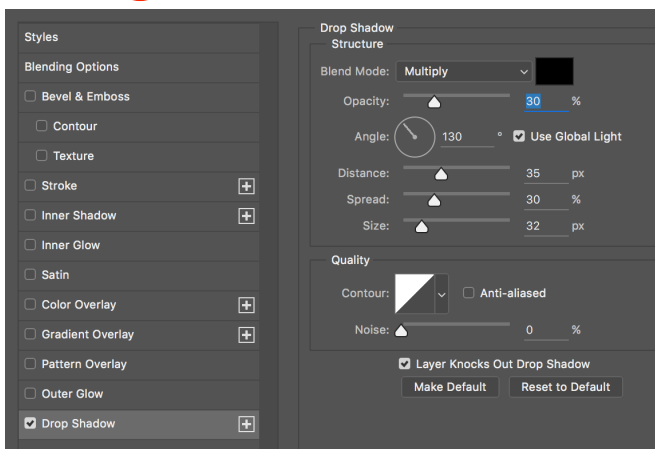 Styles
Blending Options
Bevel & Emboss
Contour
Texture
Stroke
Inner Shadow
Inner Glow
Satin
Color Overlay
Gradient Overlay
Pattern Overlay
Outer Glow
Drop Shadow
Drop Shadow
Structure
Blend Mode: Multiply
Opacity: 30 %
Angle: 130 ° Use Global Light
Distance: 35 px
Spread: 30 %
Size: 32 px
Quality
Contour: Anti-aliased
Noise: 0 %
Layer Knocks Out Drop Shadow
Make Default Reset to Default